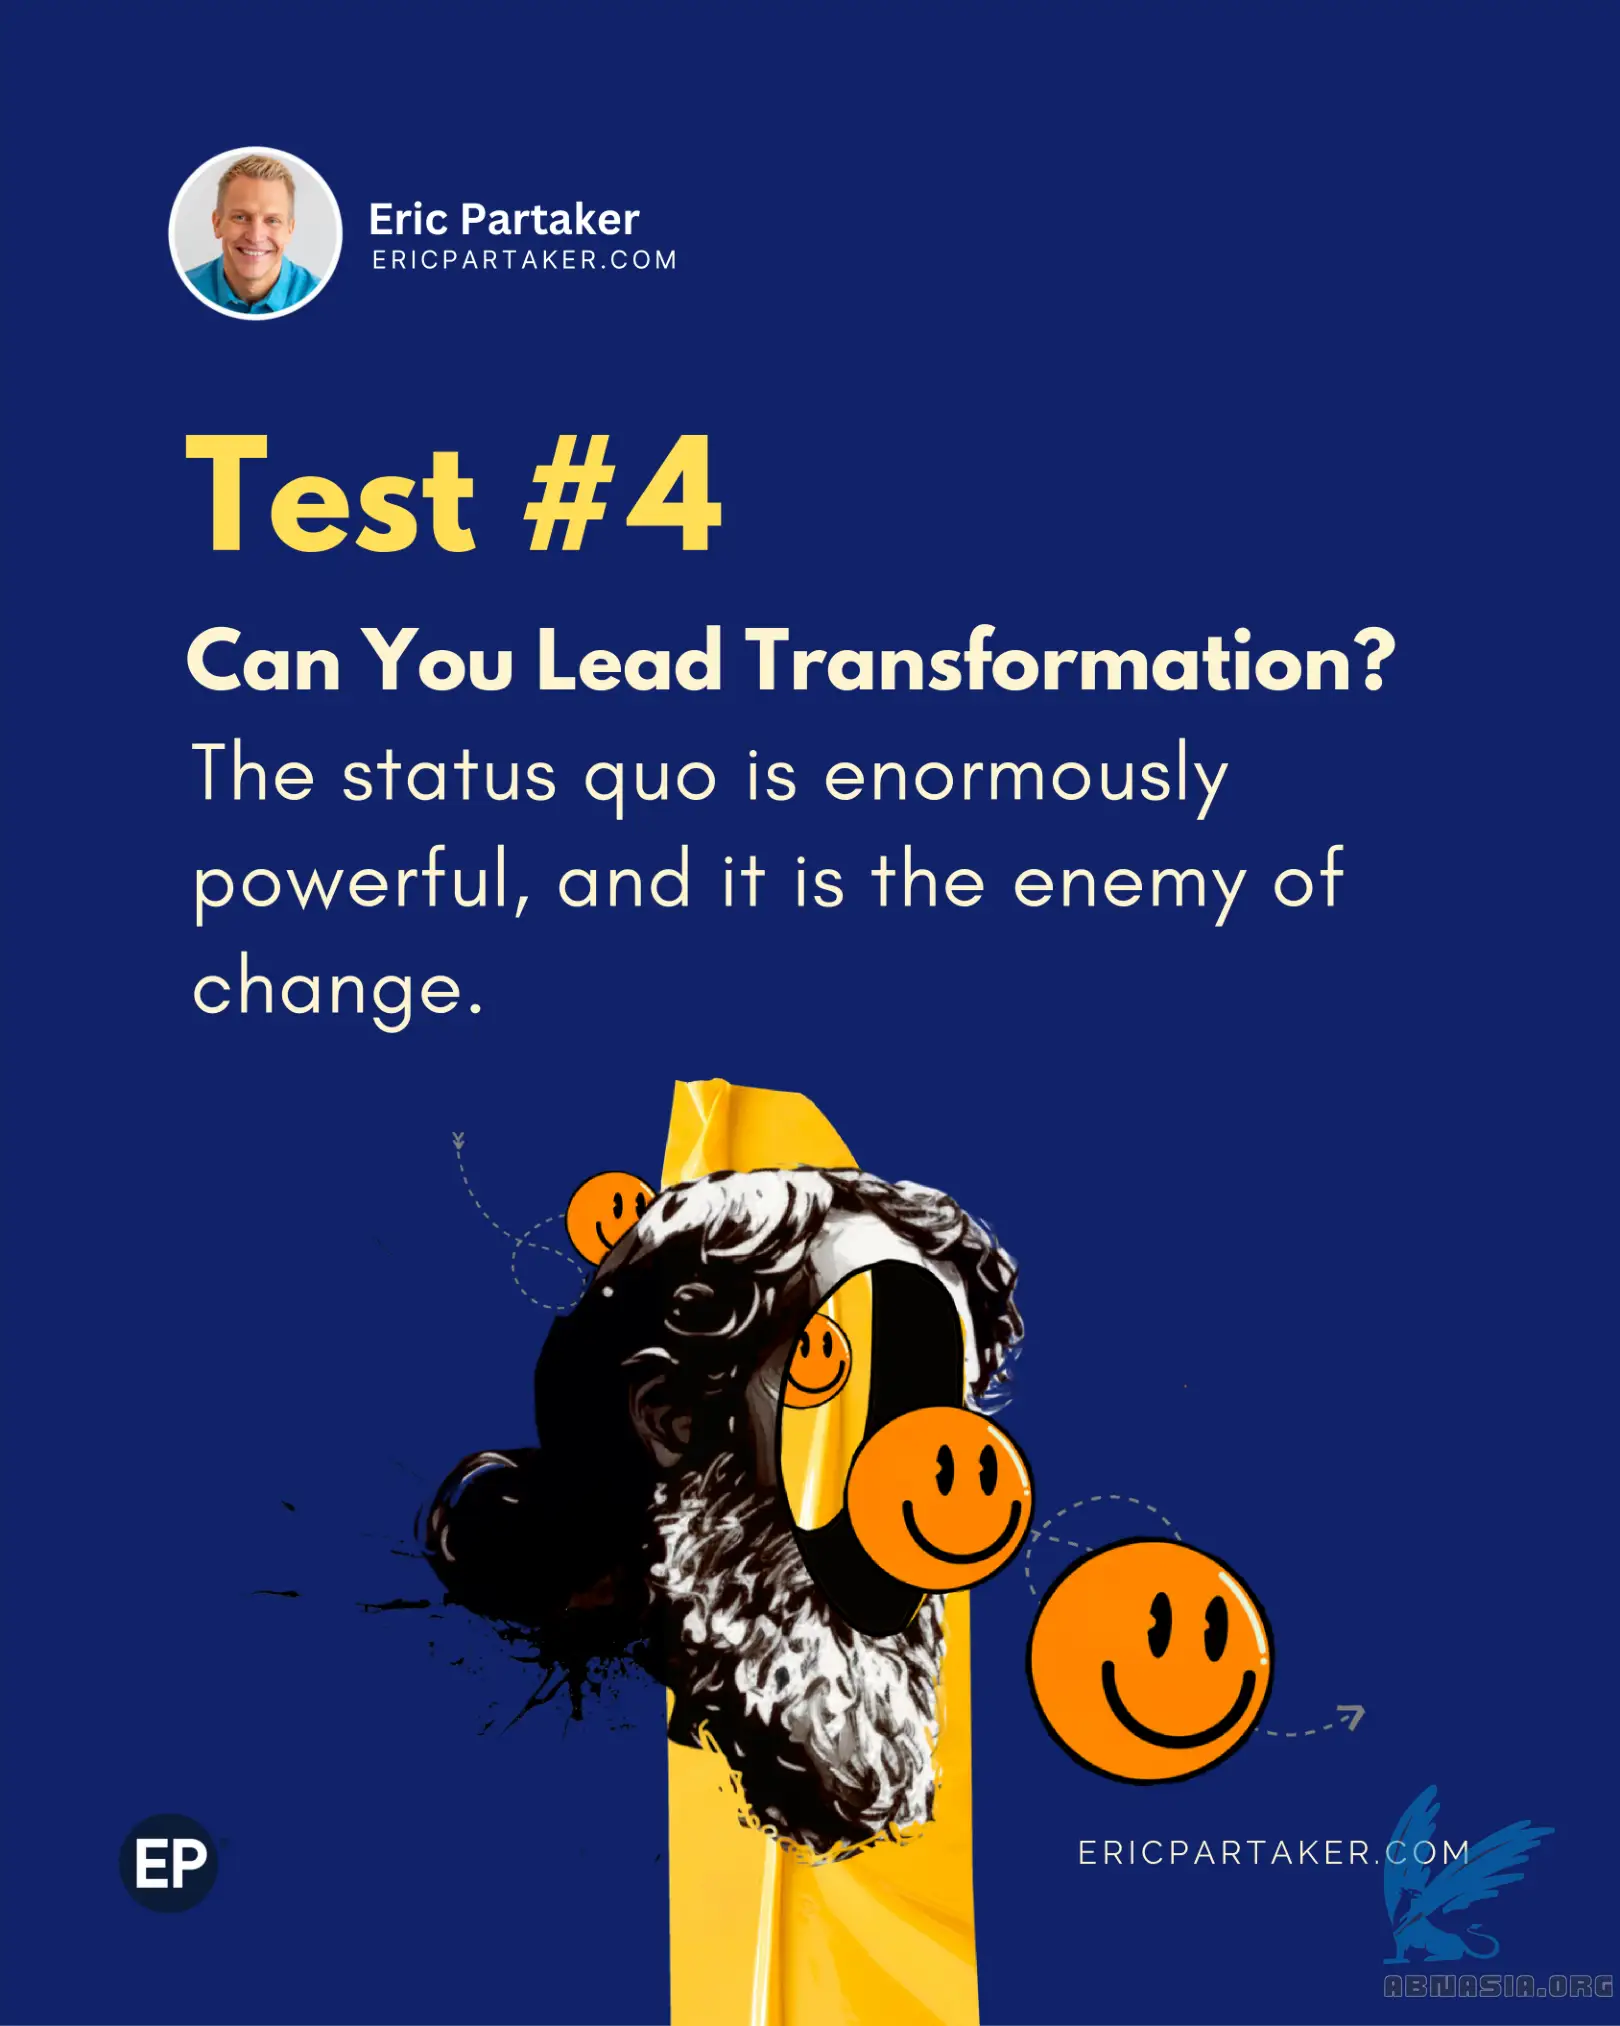 Eric Partaker
ERICPARTAKER.COM
Test #4
Can You Lead Transformation?
The status quo is enormously
powerful, and it is the enemy of
change.
EP
ERICPARTAKER.COM
ABNASIA.ORG